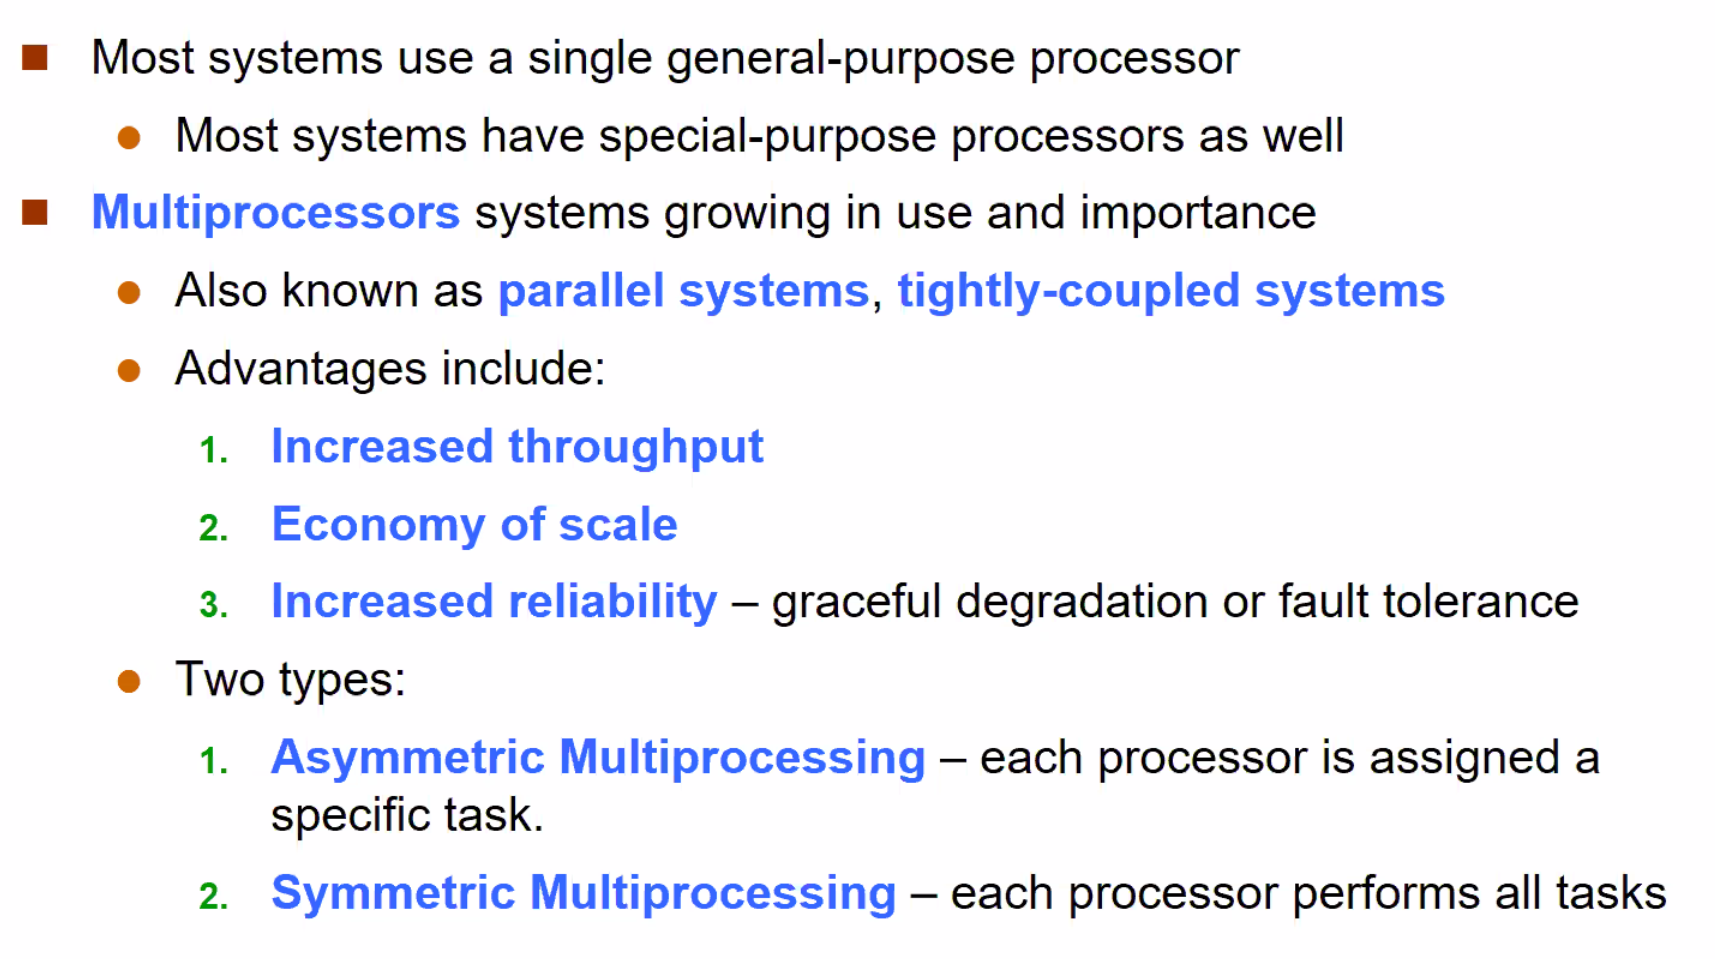 Most systems use a single general-purpose processor
Most systems have special-purpose processors as well
Multiprocessors systems growing in use and importance
Also known as parallel systems, tightly-coupled systems
Advantages include:
1. Increased throughput
2. Economy of scale
3. Increased reliability – graceful degradation or fault tolerance
Two types:
1. Asymmetric Multiprocessing – each processor is assigned a
specific task.
2. Symmetric Multiprocessing – each processor performs all tasks